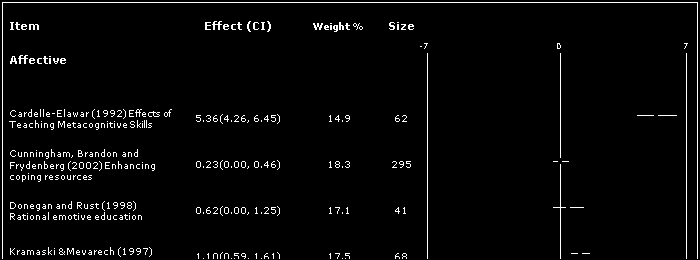 Item Effect (CI) Weight % Size
-7 0 7
Affective
Cardelle-Elawar (1992) Effects of
Teaching Metacognitive Skills 5.36(4.26, 6.45) 14.9 62
Cunningham, Brandon and
Frydenberg (2002) Enhancing 0.23(0.00, 0.46) 18.3 295
coping resources
Donegan and Rust (1998) 0.62(0.00, 1.25) 17.1 41
Rational emotive education
Kramaski &Mevarech (1997) 1.10(0.59, 1.61) 17.5 68